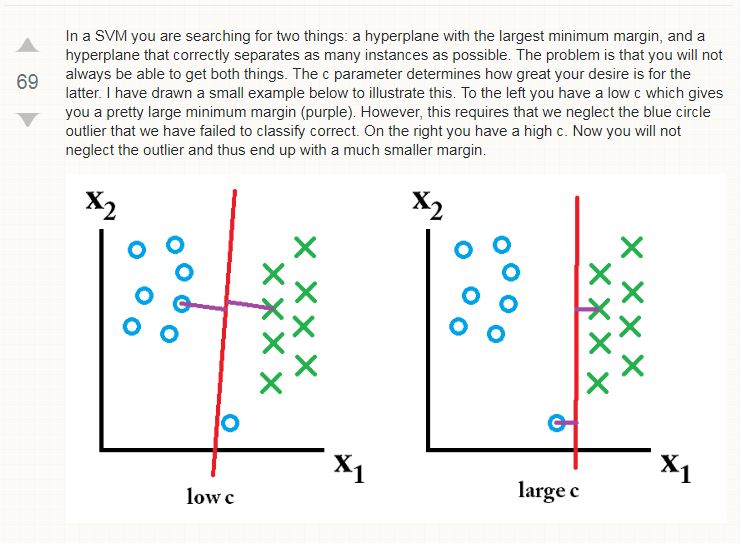 In a SVM you are searching for two things: a hyperplane with the largest minimum margin, and a
hyperplane that correctly separates as many instances as possible. The problem is that you will not
always be able to get both things. The c parameter determines how great your desire is for the
latter. I have drawn a small example below to illustrate this. To the left you have a low c which gives
you a pretty large minimum margin (purple). However, this requires that we neglect the blue circle
outlier that we have failed to classify correct. On the right you have a high c. Now you will not
neglect the outlier and thus end up with a much smaller margin.
69
X2
X1
low c
X2
X1
large c